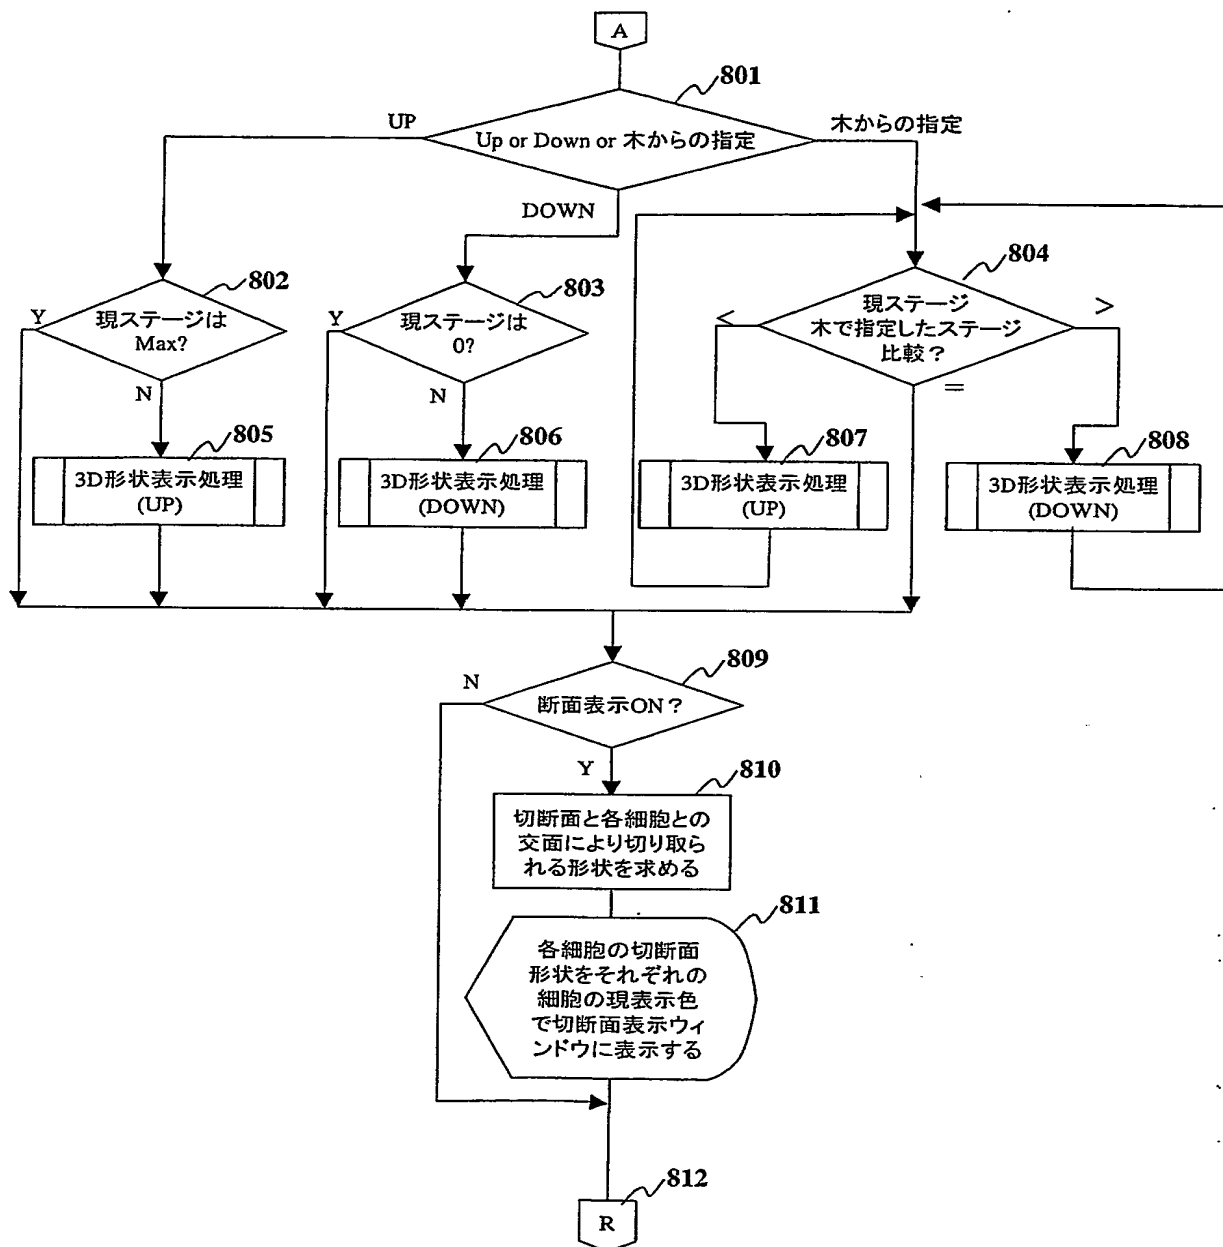 A
801
UP
Up or Down or 木からの指定
木からの指定
DOWN
802
803
804
Y
現ステージは
Max?
N
Y
現ステージは
0?
N
<
現ステージ
木で指定したステージ
比較？
>
=
805
3D形状表示処理
(UP)
806
3D形状表示処理
(DOWN)
807
3D形状表示処理
(UP)
808
3D形状表示処理
(DOWN)
809
N
断面表示ON？
Y
810
切断面と各細胞との
交面により切り取ら
れる形状を求める
811
各細胞の切断面
形状をそれぞれの
細胞の現表示色
で切断面表示ウィ
ンドウに表示する
812
R